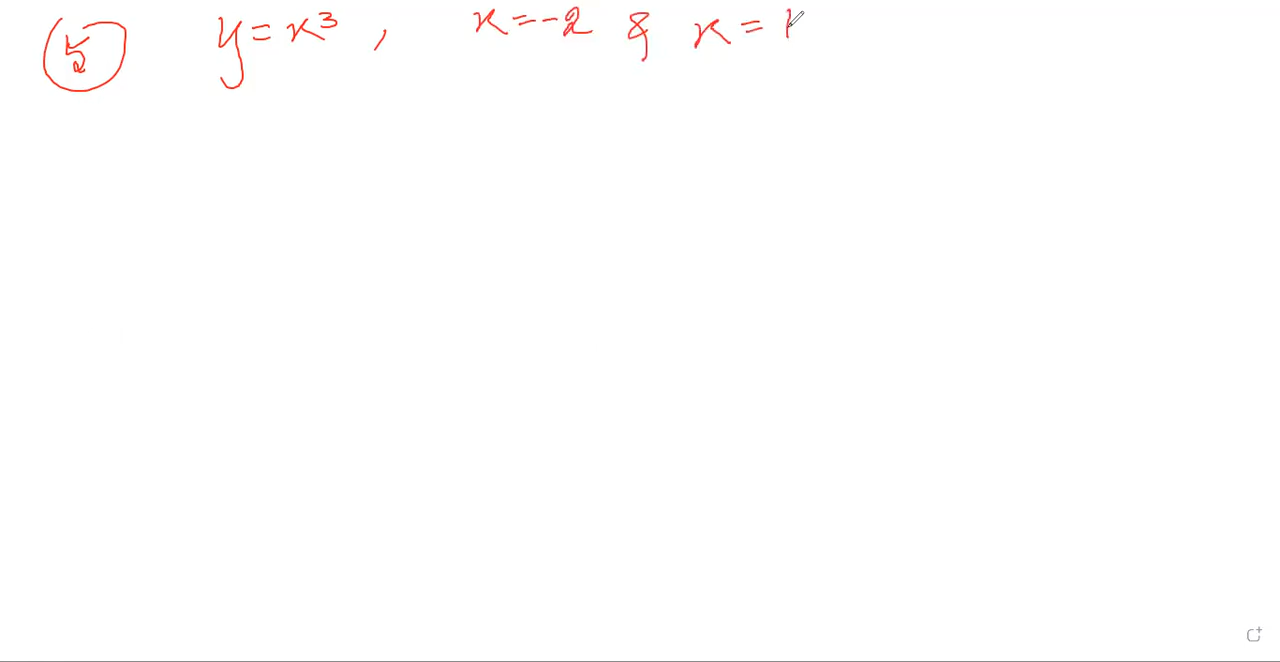 5 y = x³ , x = -2 & x = 1